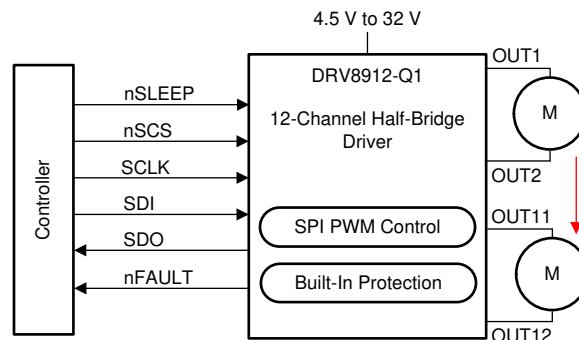 4.5 V to 32 V
DRV8912-Q1
12-Channel Half-Bridge
Driver
SPI PWM Control
Built-In Protection
Controller
nSLEEP
nSCS
SCLK
SDI
SDO
nFAULT
OUT1
M
OUT2
OUT11
M
OUT12